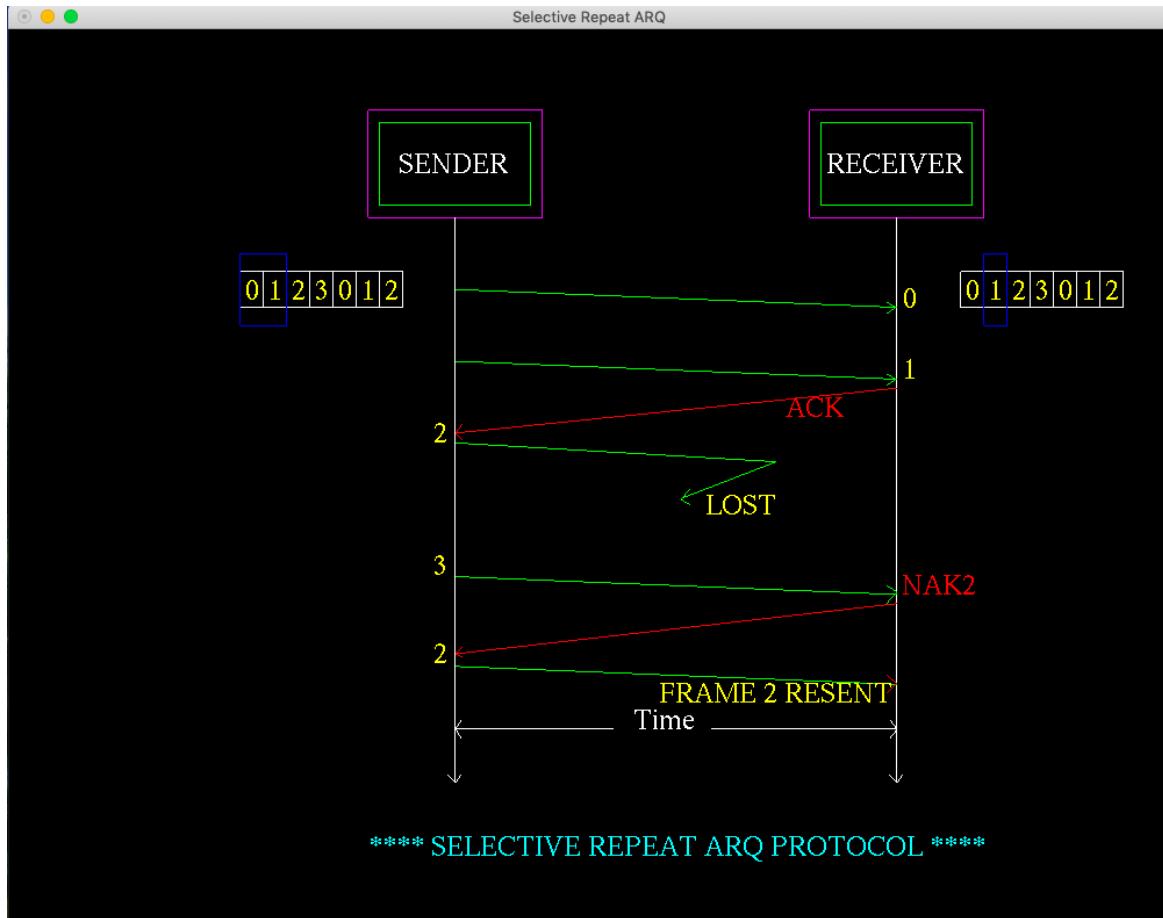 Selective Repeat ARQ
SENDER
RECEIVER
0 1 2 3 0 1 2
0
0 1 2 3 0 1 2
1
ACK
2
LOST
3
NAK2
2
FRAME 2 RESENT
Time
**** SELECTIVE REPEAT ARQ PROTOCOL ****